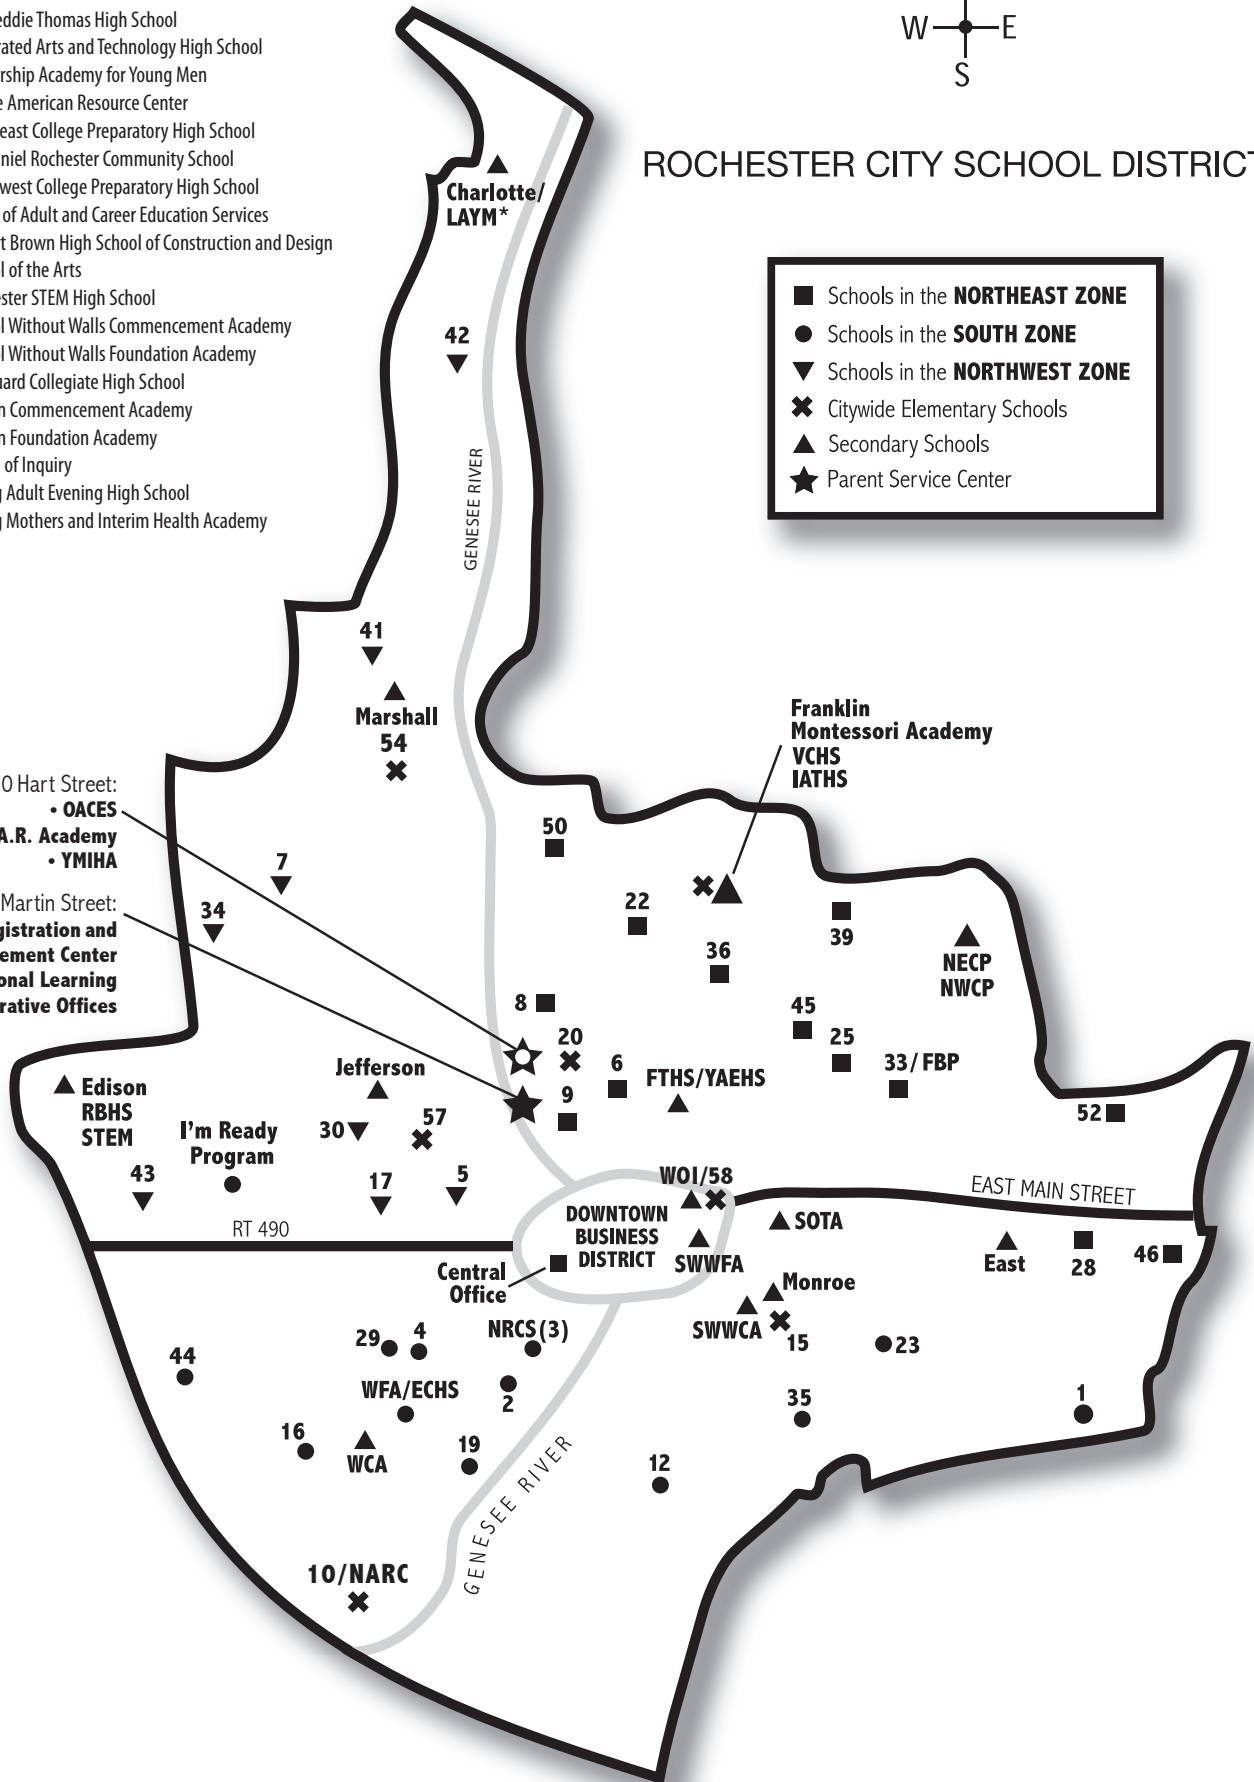 eddie Thomas High School
rated Arts and Technology High School
rship Academy for Young Men
e American Resource Center
east College Preparatory High School
niel Rochester Community School
west College Preparatory High School
of Adult and Career Education Services
t Brown High School of Construction and Design
l of the Arts
ester STEM High School
l Without Walls Commencement Academy
l Without Walls Foundation Academy
uard Collegiate High School
n Commencement Academy
n Foundation Academy
of Inquiry
g Adult Evening High School
g Mothers and Interim Health Academy
W E
S
ROCHESTER CITY SCHOOL DISTRICT
Schools in the NORTHEAST ZONE
Schools in the SOUTH ZONE
Schools in the NORTHWEST ZONE
Citywide Elementary Schools
Secondary Schools
Parent Service Center
Charlotte/
LAYM*
42
GENESEE RIVER
41
Marshall
54
Franklin
Montessori Academy
VCHS
IATHS
0 Hart Street:
• OACES
A.R. Academy
• YMIHA
Martin Street:
gistration and
ement Center
onal Learning
rative Offices
50
7
34
22
39
36
NECP
NWCP
8
45
20
25
6
33/FBP
Jefferson
FTHS/YAEHS
9
52
Edison
RBHS
STEM
I'm Ready
Program
30
57
43
17
5
WOI/58
EAST MAIN STREET
RT 490
DOWNTOWN
BUSINESS
DISTRICT
SOTA
SWWFA
East
28
46
Central
Office
Monroe
SWWCA
15
NRCS(3)
29
4
23
44
WFA/ECHS
2
35
1
16
WCA
19
12
GENESEE RIVER
10/NARC